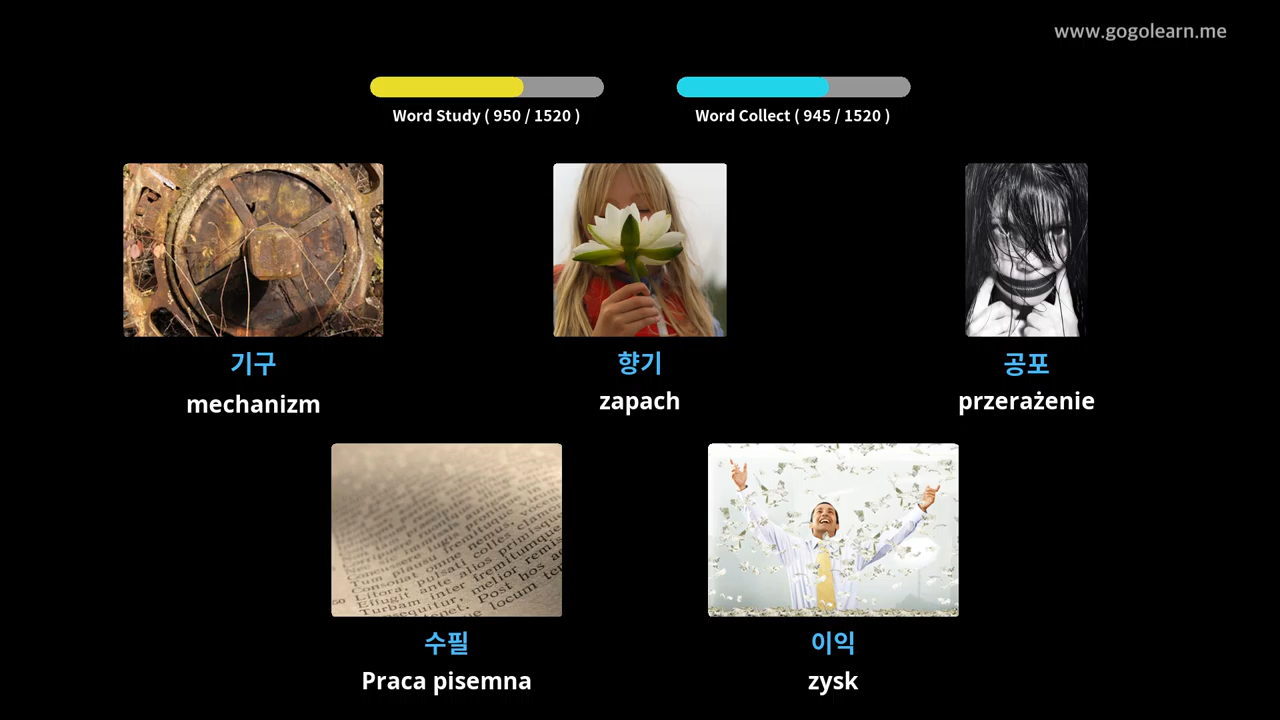 www.gogolearn.me
Word Study ( 950 / 1520 )
Word Collect ( 945 / 1520 )
기구
mechanizm
향기
zapach
공포
przerażenie
수필
Praca pisemna
이익
zysk